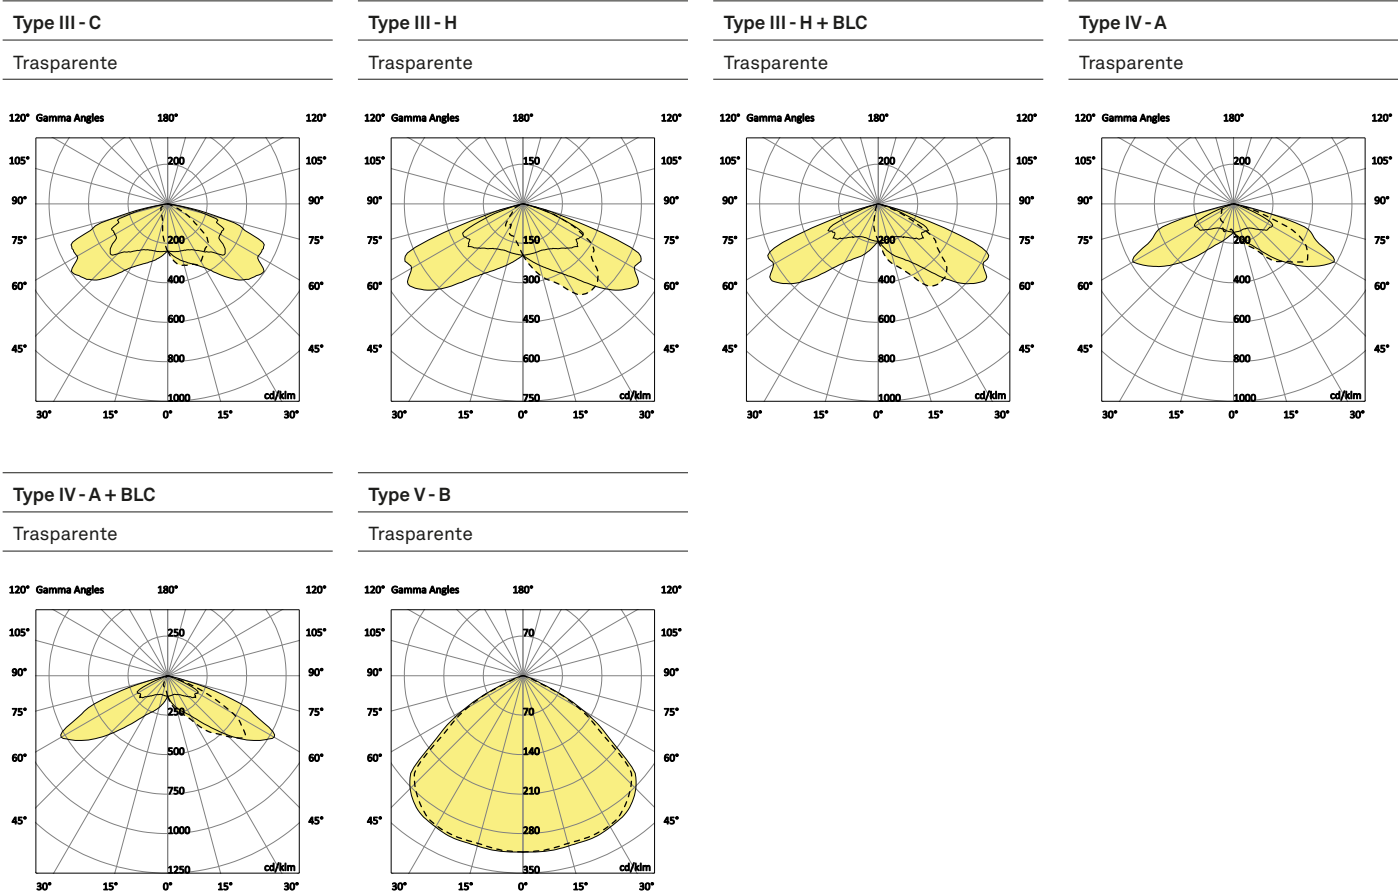 Type III - C
Trasparente
120° Gamma Angles 180° 120°
105° 200 105°
90° 90°
75° 200 75°
60° 400 60°
600
45° 800 45°
1000 cd/klm
30° 15° 0° 15° 30°
Type III - H
Trasparente
120° Gamma Angles 180° 120°
105° 150 105°
90° 90°
75° 150 75°
60° 300 60°
450
45° 600 45°
750 cd/klm
30° 15° 0° 15° 30°
Type III - H + BLC
Trasparente
120° Gamma Angles 180° 120°
105° 200 105°
90° 90°
75° 200 75°
60° 400 60°
600
45° 800 45°
1000 cd/klm
30° 15° 0° 15° 30°
Type IV - A
Trasparente
120° Gamma Angles 180° 120°
105° 200 105°
90° 90°
75° 200 75°
60° 400 60°
600
45° 800 45°
1000 cd/klm
30° 15° 0° 15° 30°
Type IV - A + BLC
Trasparente
120° Gamma Angles 180° 120°
105° 250 105°
90° 90°
75° 250 75°
60° 500 60°
750
45° 1000 45°
1250 cd/klm
30° 15° 0° 15° 30°
Type V - B
Trasparente
120° Gamma Angles 180° 120°
105° 70 105°
90° 90°
75° 70 75°
60° 140 60°
210
45° 280 45°
350 cd/klm
30° 15° 0° 15° 30°